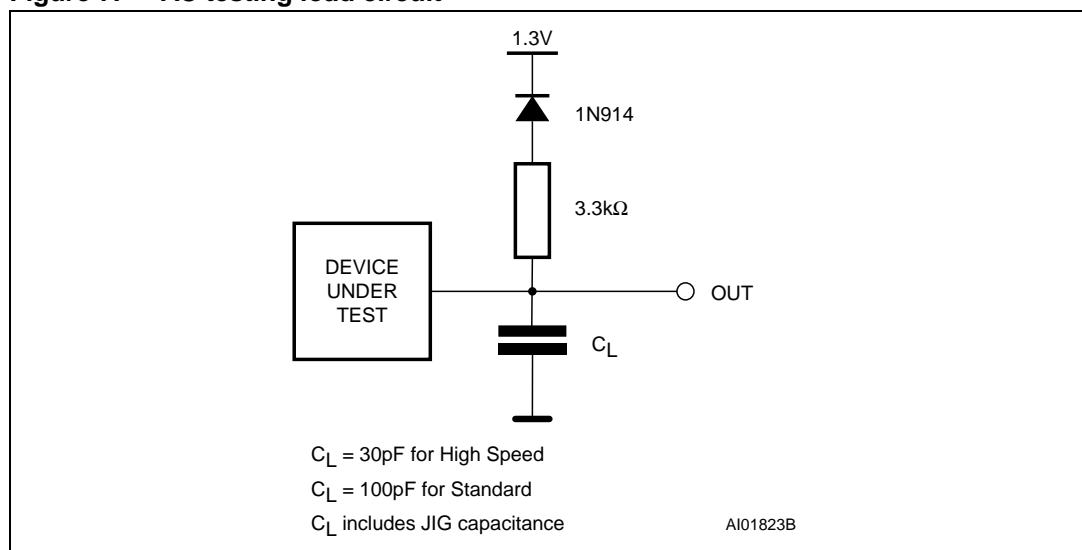 Figure AC testing load circuit
1.3V
1N914
3.3kΩ
DEVICE
UNDER
TEST
OUT
CL
CL = 30pF for High Speed
CL = 100pF for Standard
CL includes JIG capacitance
AI01823B